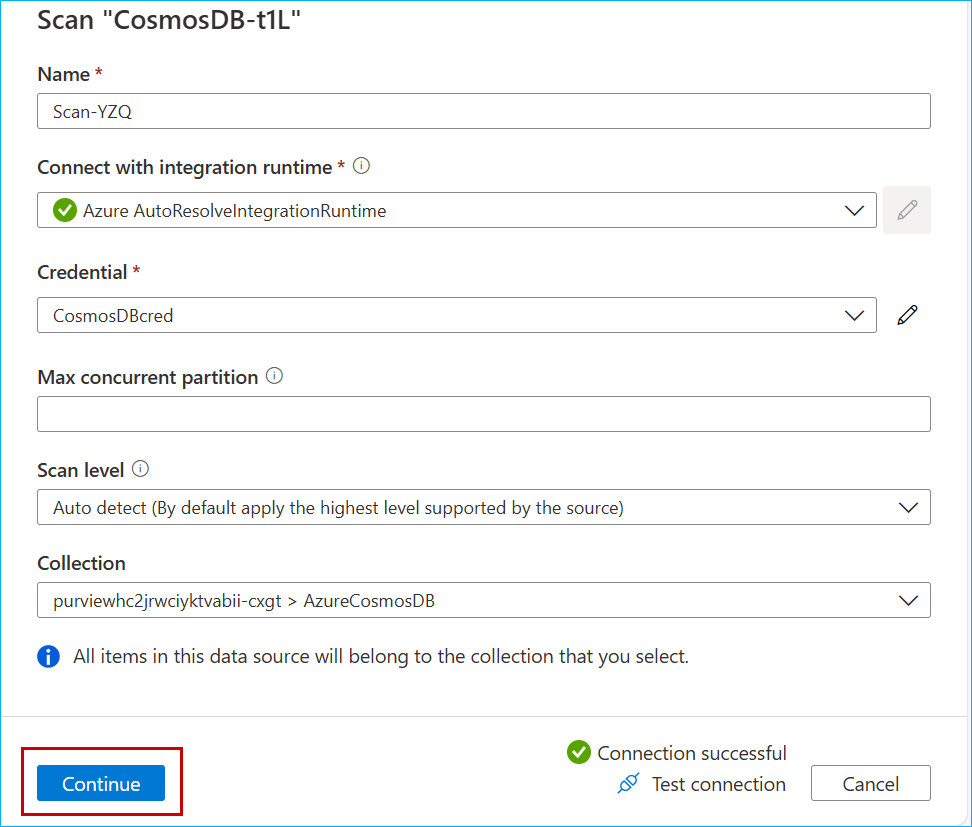 Scan "CosmosDB-t1L"
Name *
Scan-YZQ
Connect with integration runtime *
Azure AutoResolveIntegrationRuntime
Credential *
CosmosDBcred
Max concurrent partition
Scan level
Auto detect (By default apply the highest level supported by the source)
Collection
purviewhc2jrwciyktvabii-cxgt > AzureCosmosDB
All items in this data source will belong to the collection that you select.
Connection successful
Continue
Test connection
Cancel